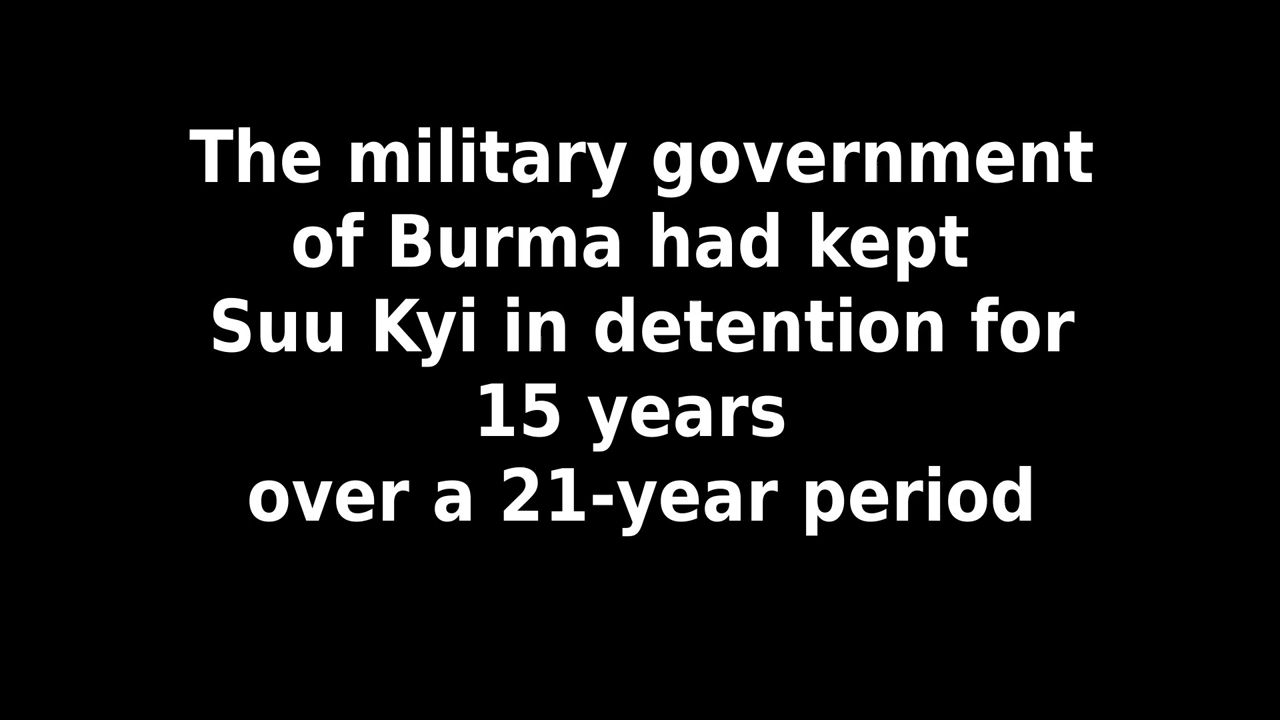 The military government
of Burma had kept
Suu Kyi in detention for
15 years
over a 21-year period